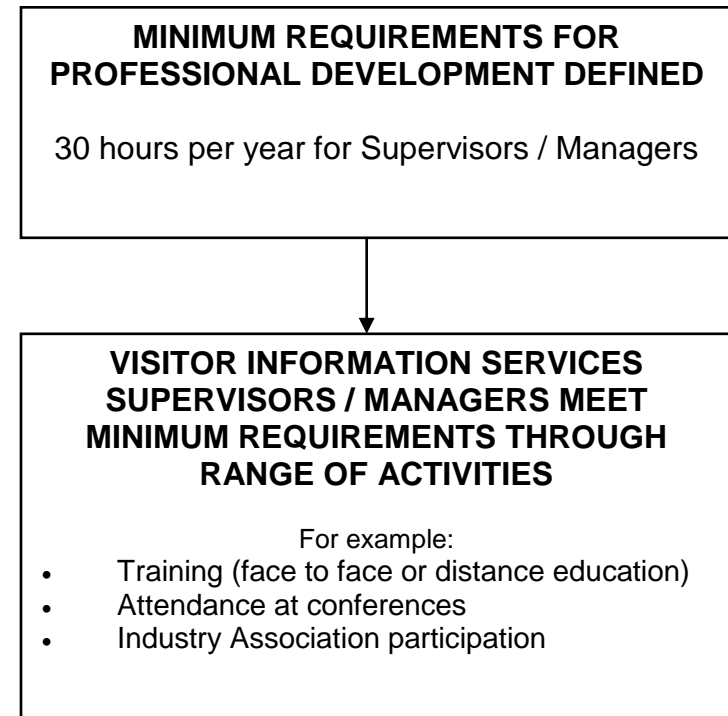 MINIMUM REQUIREMENTS FOR
PROFESSIONAL DEVELOPMENT DEFINED
30 hours per year for Supervisors / Managers
VISITOR INFORMATION SERVICES
SUPERVISORS / MANAGERS MEET
MINIMUM REQUIREMENTS THROUGH
RANGE OF ACTIVITIES
For example:
• Training (face to face or distance education)
• Attendance at conferences
• Industry Association participation